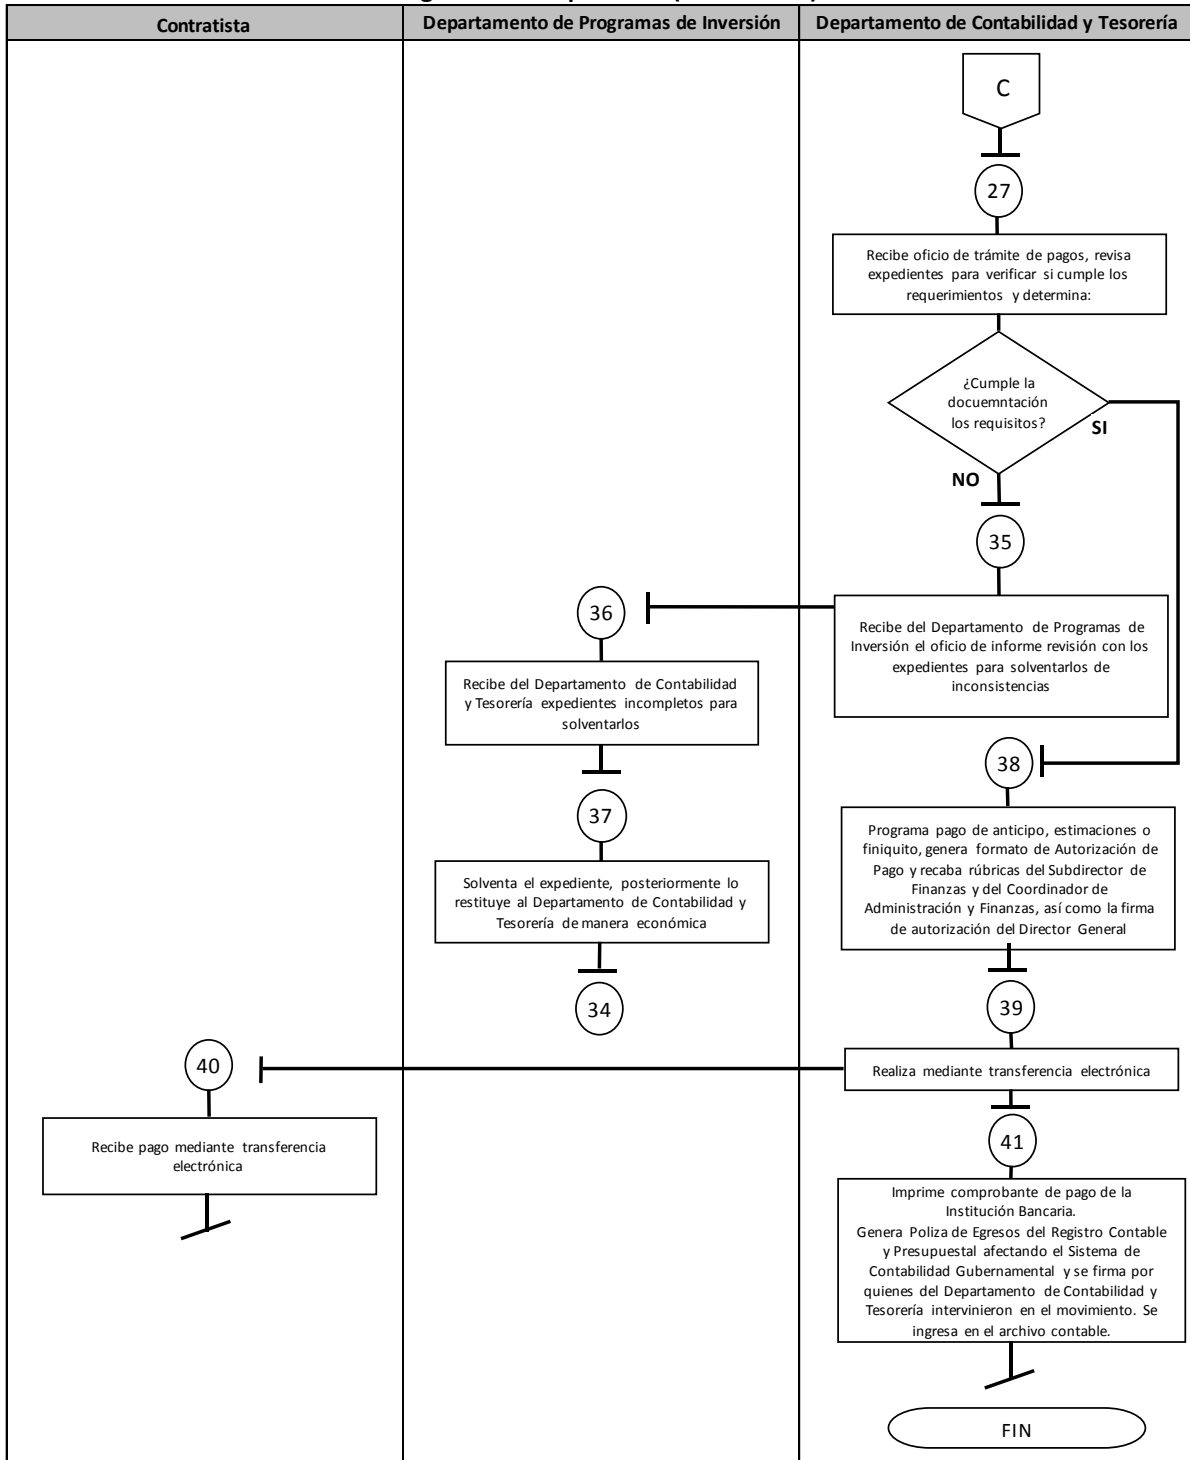 Contratista
Departamento de Programas de Inversión
Departamento de Contabilidad y Tesorería
C
27
Recibe oficio de trámite de pagos, revisa
expedientes para verificar si cumple los
requerimientos y determina:
¿Cumple la
docuemntación
los requisitos?
SI
NO
35
Recibe del Departamento de Programas de
Inversión el oficio de informe revisión con los
expedientes para solventarlos de
inconsistencias
36
Recibe del Departamento de Contabilidad
y Tesorería expedientes incompletos para
solventarlos
37
Solventa el expediente, posteriormente lo
restituye al Departamento de Contabilidad y
Tesorería de manera económica
34
38
Programa pago de anticipo, estimaciones o
finiquito, genera formato de Autorización de
Pago y recaba rúbricas del Subdirector de
Finanzas y del Coordinador de
Administración y Finanzas, así como la firma
de autorización del Director General
39
Realiza mediante transferencia electrónica
40
Recibe pago mediante transferencia
electrónica
41
Imprime comprobante de pago de la
Institución Bancaria.
Genera Poliza de Egresos del Registro Contable
y Presupuestal afectando el Sistema de
Contabilidad Gubernamental y se firma por
quienes del Departamento de Contabilidad y
Tesorería intervinieron en el movimiento. Se
ingresa en el archivo contable.
FIN